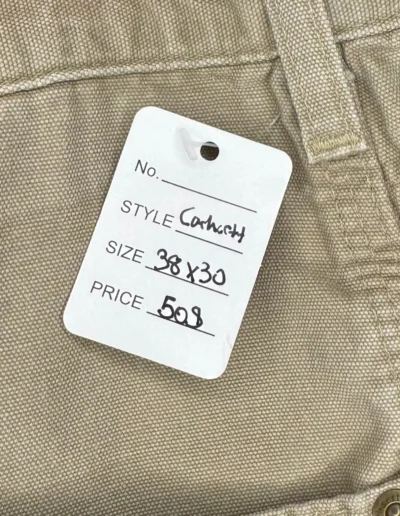 No.
STYLE Carhartt
SIZE 38x30
PRICE 50$